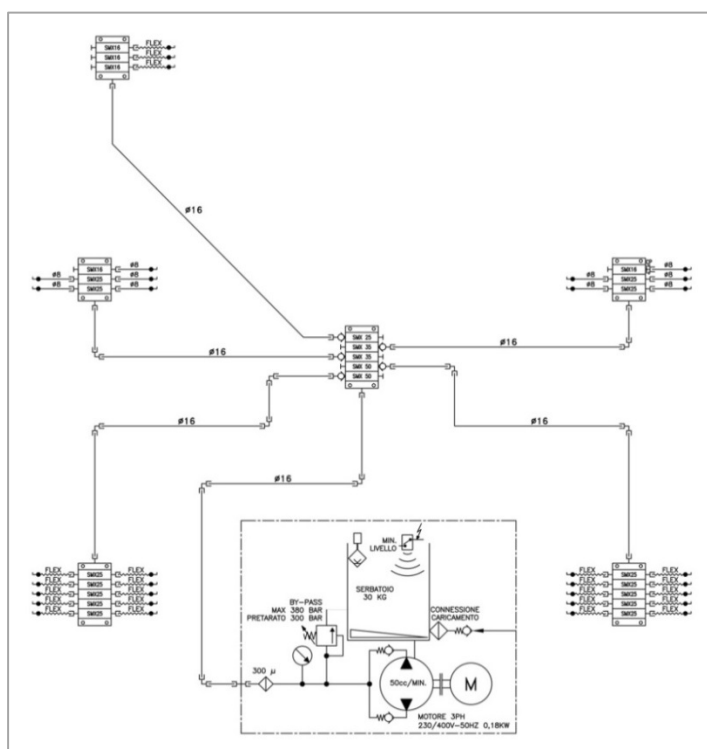 FLEX
SMX16 FLEX
SMX16 FLEX
SMX16
ø16
SMX16 ø8
ø8 SMX25 ø8
ø8 SMX25 ø8
SMX16 ø8
ø8 SMX25 ø8
ø8 SMX25 ø8
SMX 25
SMX 35
SMX 35
SMX 50
SMX 50
ø16
ø16
ø16
ø16
ø16
FLEX SMX25 FLEX
FLEX SMX25 FLEX
FLEX SMX25 FLEX
FLEX SMX25 FLEX
FLEX SMX25 FLEX
FLEX SMX25 FLEX
FLEX SMX25 FLEX
FLEX SMX25 FLEX
FLEX SMX25 FLEX
FLEX SMX25 FLEX
MIN.
LIVELLO
SERBATOIO
30 KG
BY-PASS
MAX 380 BAR
PRETARATO 300 BAR
CONNESSIONE
CARICAMENTO
300 µ
50cc/MIN.
M
MOTORE 3PH
230/400V-50HZ 0,18KW